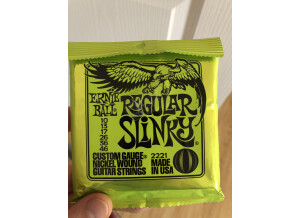 ERNIE
BALL
REGULAR
SLINKY
10
13
17
26
36
46
CUSTOM GAUGE
NICKEL WOUND
GUITAR STRINGS
2221
MADE
IN USA